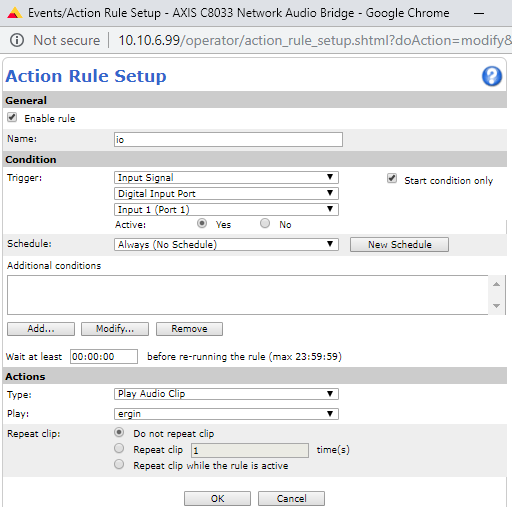 Events/Action Rule Setup - AXIS C8033 Network Audio Bridge - Google Chrome
Not secure | 10.10.6.99/operator/action_rule_setup.shtml?doAction=modify&
Action Rule Setup
?
General
Enable rule
Name: io
Condition
Trigger: Input Signal Start condition only
Digital Input Port
Input 1 (Port 1)
Active: Yes No
Schedule: Always (No Schedule) New Schedule
Additional conditions
Add... Modify... Remove
Wait at least 00:00:00 before re-running the rule (max 23:59:59)
Actions
Type: Play Audio Clip
Play: ergin
Repeat clip: Do not repeat clip
Repeat clip 1 time(s)
Repeat clip while the rule is active
OK Cancel